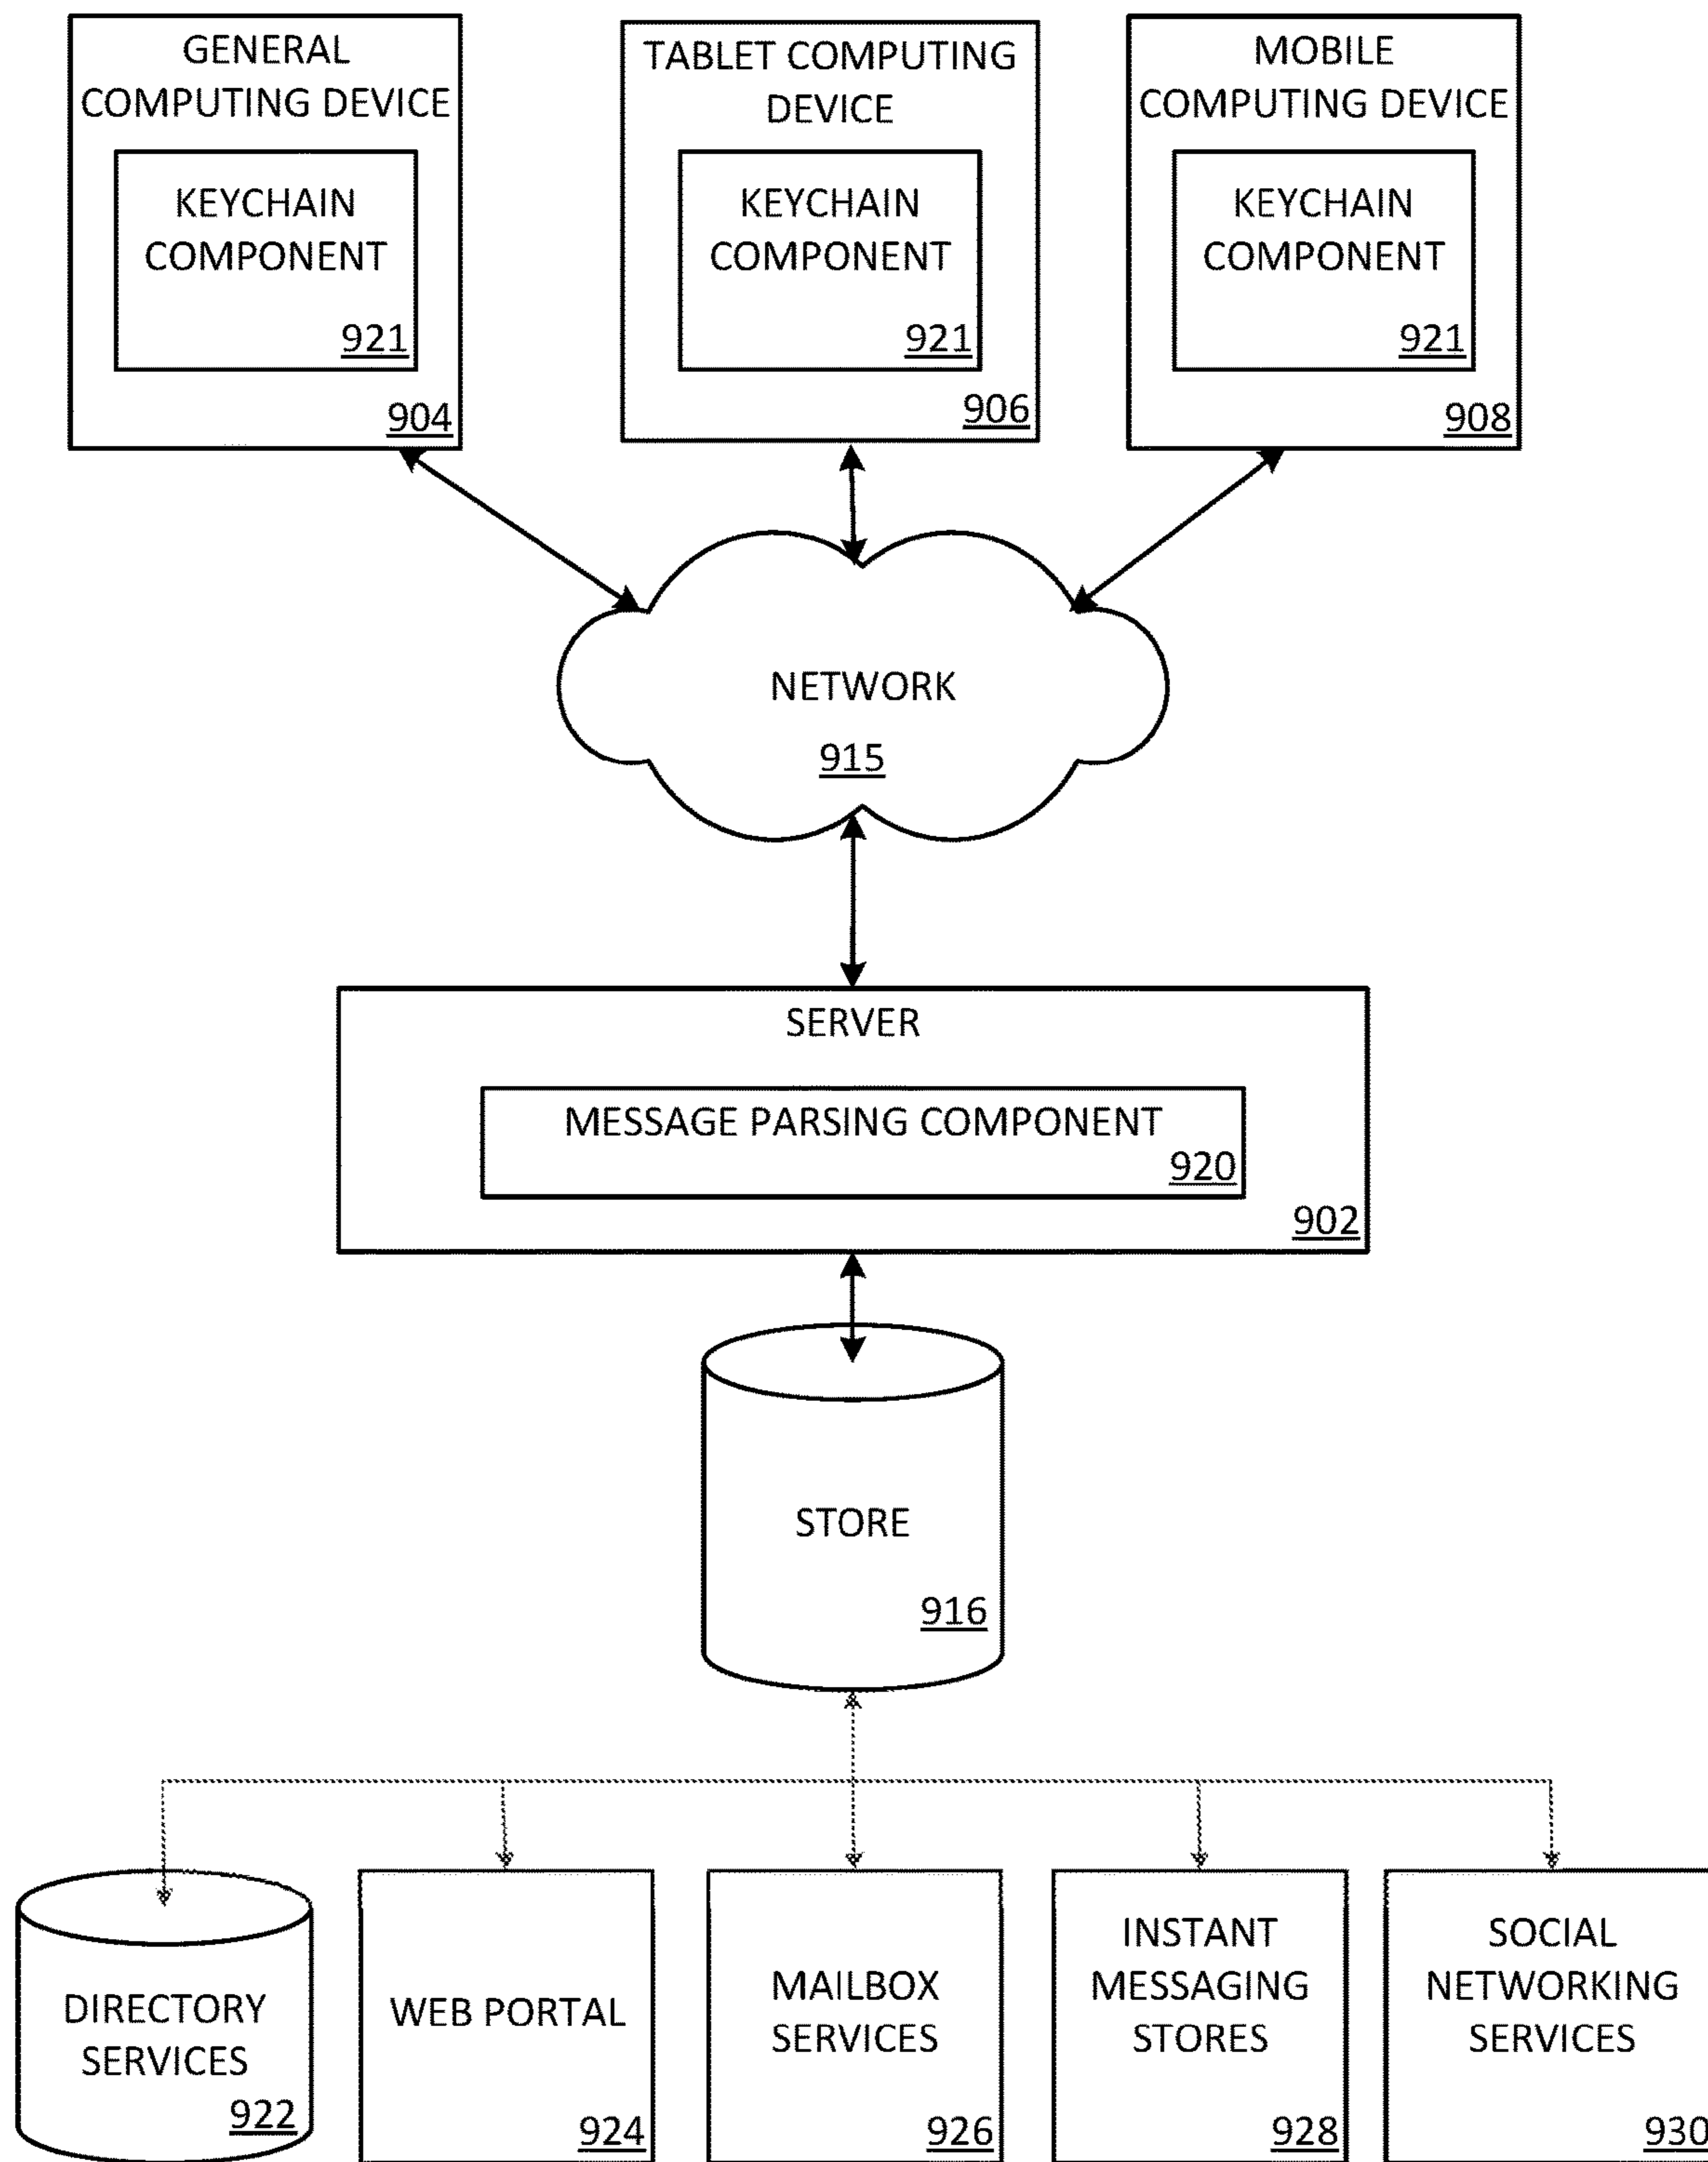 GENERAL
COMPUTING DEVICE
KEYCHAIN
COMPONENT
921
904
TABLET COMPUTING
DEVICE
KEYCHAIN
COMPONENT
921
906
MOBILE
COMPUTING DEVICE
KEYCHAIN
COMPONENT
921
908
NETWORK
915
SERVER
MESSAGE PARSING COMPONENT
920
902
STORE
916
DIRECTORY
SERVICES
922
WEB PORTAL
924
MAILBOX
SERVICES
926
INSTANT
MESSAGING
STORES
928
SOCIAL
NETWORKING
SERVICES
930